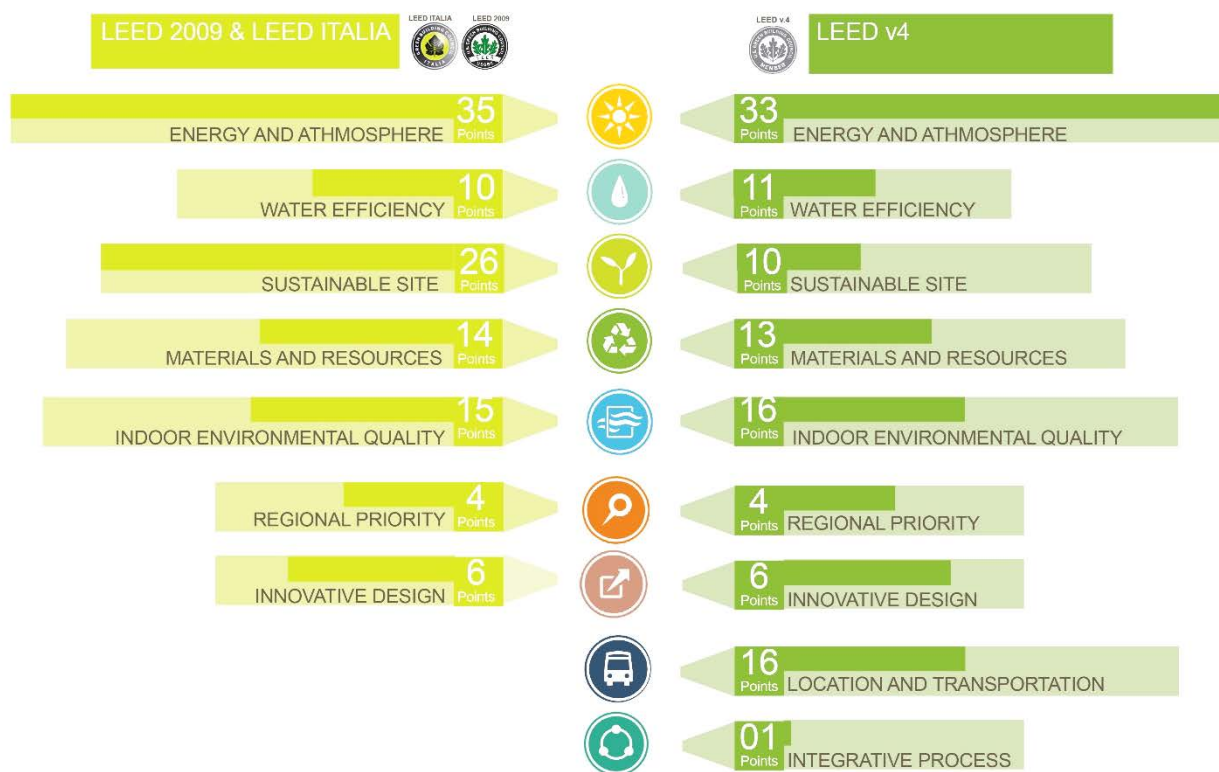 LEED 2009 & LEED ITALIA
LEED ITALIA
LEED 2009
LEED v.4
LEED v4
35
Points
ENERGY AND ATHMOSPHERE
33
Points
ENERGY AND ATHMOSPHERE
10
Points
WATER EFFICIENCY
11
Points
WATER EFFICIENCY
26
Points
SUSTAINABLE SITE
10
Points
SUSTAINABLE SITE
14
Points
MATERIALS AND RESOURCES
13
Points
MATERIALS AND RESOURCES
15
Points
INDOOR ENVIRONMENTAL QUALITY
16
Points
INDOOR ENVIRONMENTAL QUALITY
4
Points
REGIONAL PRIORITY
4
Points
REGIONAL PRIORITY
6
Points
INNOVATIVE DESIGN
6
Points
INNOVATIVE DESIGN
16
Points
LOCATION AND TRANSPORTATION
01
Points
INTEGRATIVE PROCESS